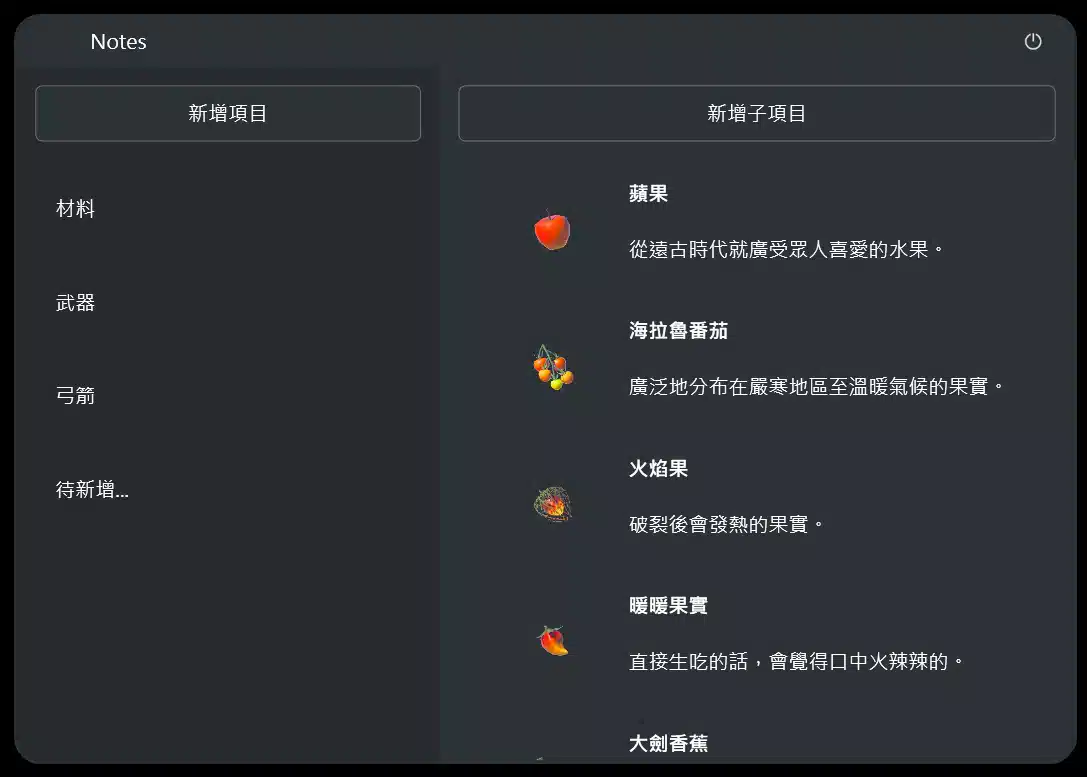 Notes
新增項目
材料
武器
弓箭
待新增...
新增子項目
蘋果
從遠古時代就廣受眾人喜愛的水果。
海拉魯番茄
廣泛地分布在嚴寒地區至溫暖氣候的果實。
火焰果
破裂後會發熱的果實。
暖暖果實
直接生吃的話，會覺得口中火辣辣的。
大劍香蕉